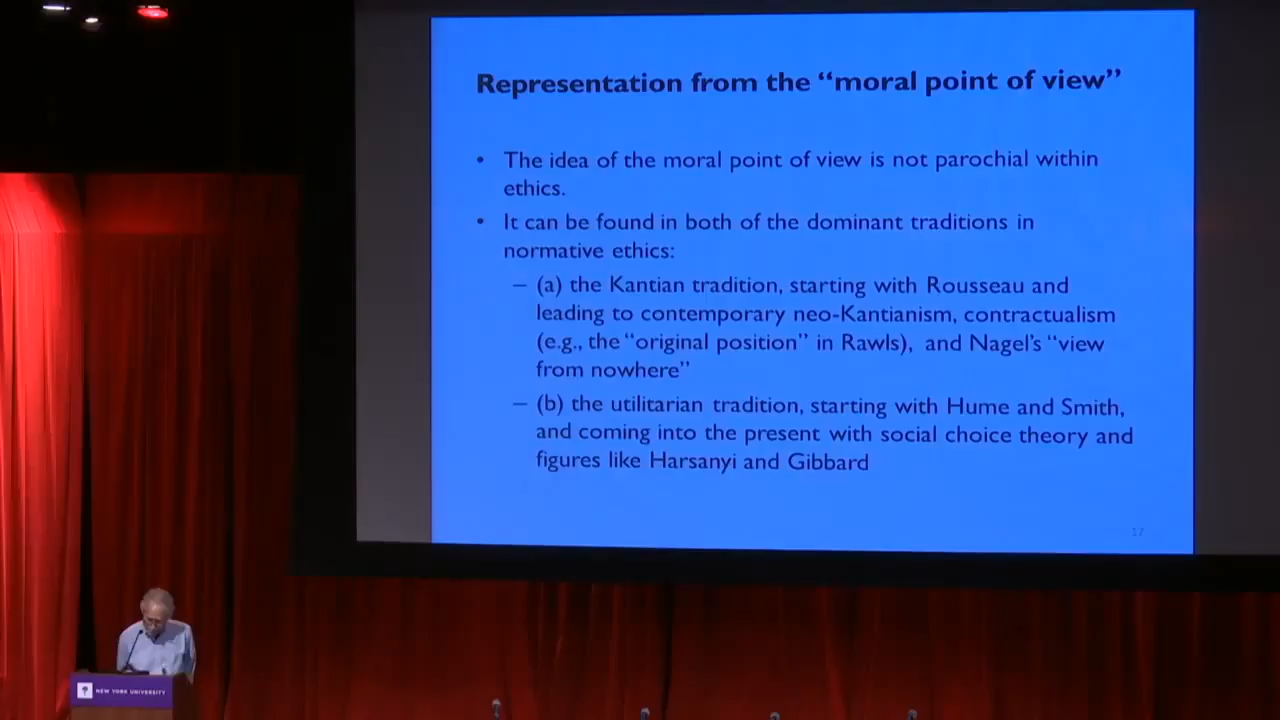 Representation from the “moral point of view”
• The idea of the moral point of view is not parochial within
ethics.
• It can be found in both of the dominant traditions in
normative ethics:
– (a) the Kantian tradition, starting with Rousseau and
leading to contemporary neo-Kantianism, contractualism
(e.g., the “original position” in Rawls), and Nagel’s “view
from nowhere”
– (b) the utilitarian tradition, starting with Hume and Smith,
and coming into the present with social choice theory and
figures like Harsanyi and Gibbard
17
NEW YORK UNIVERSITY